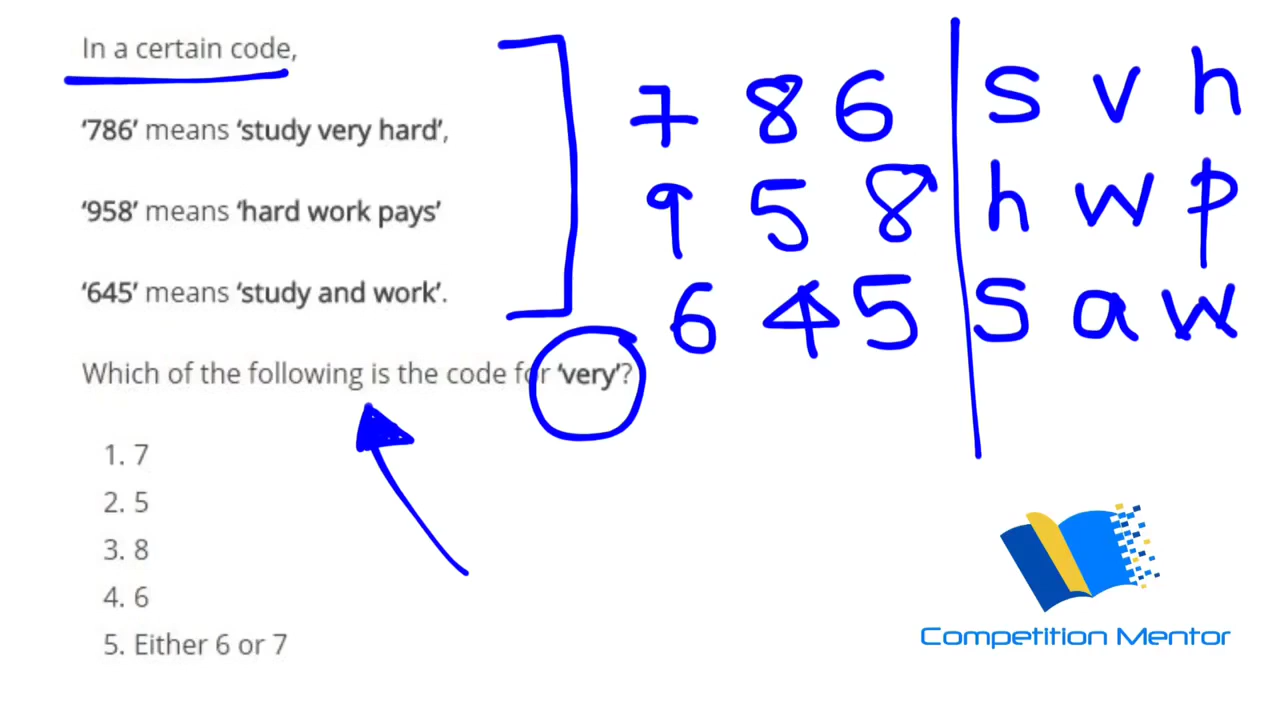 In a certain code,
‘786’ means ‘study very hard’,
‘958’ means ‘hard work pays’
‘645’ means ‘study and work’.
Which of the following is the code for ‘very’?
1. 7
2. 5
3. 8
4. 6
5. Either 6 or 7
7 8 6 s v h
9 5 8 h w p
6 4 5 s a w
Competition Mentor